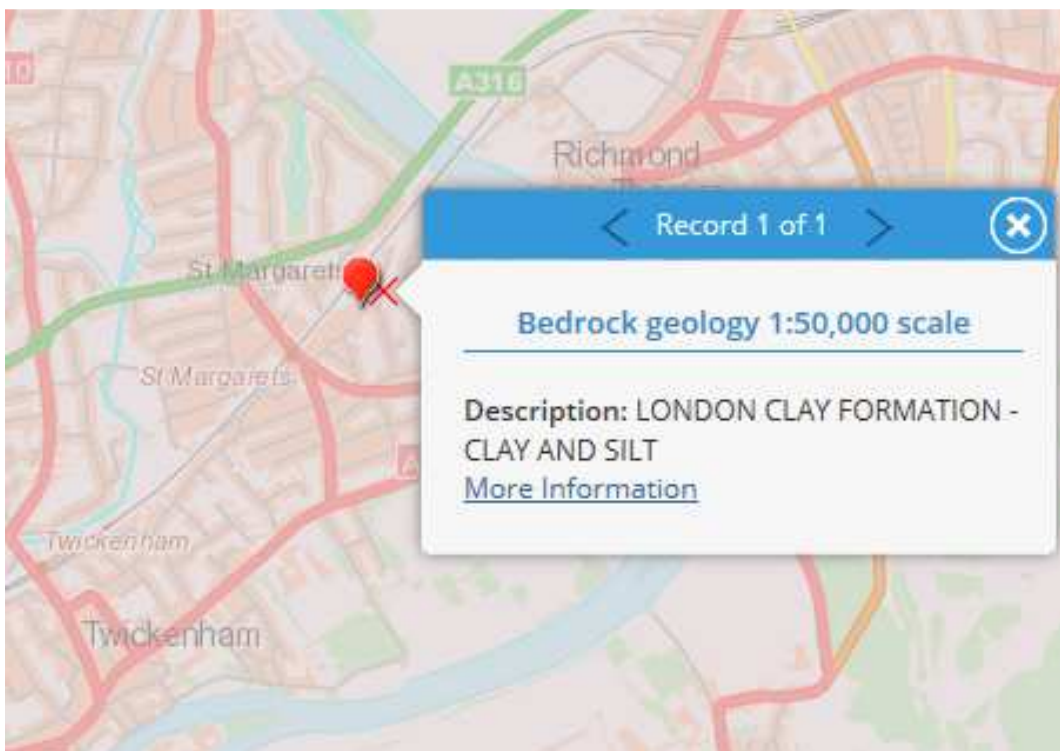 A316
Richmond
Record 1 of 1
St Margarets
Bedrock geology 1:50,000 scale
St Margarets
Description: LONDON CLAY FORMATION -
CLAY AND SILT
More Information
Twickenham
Twickenham